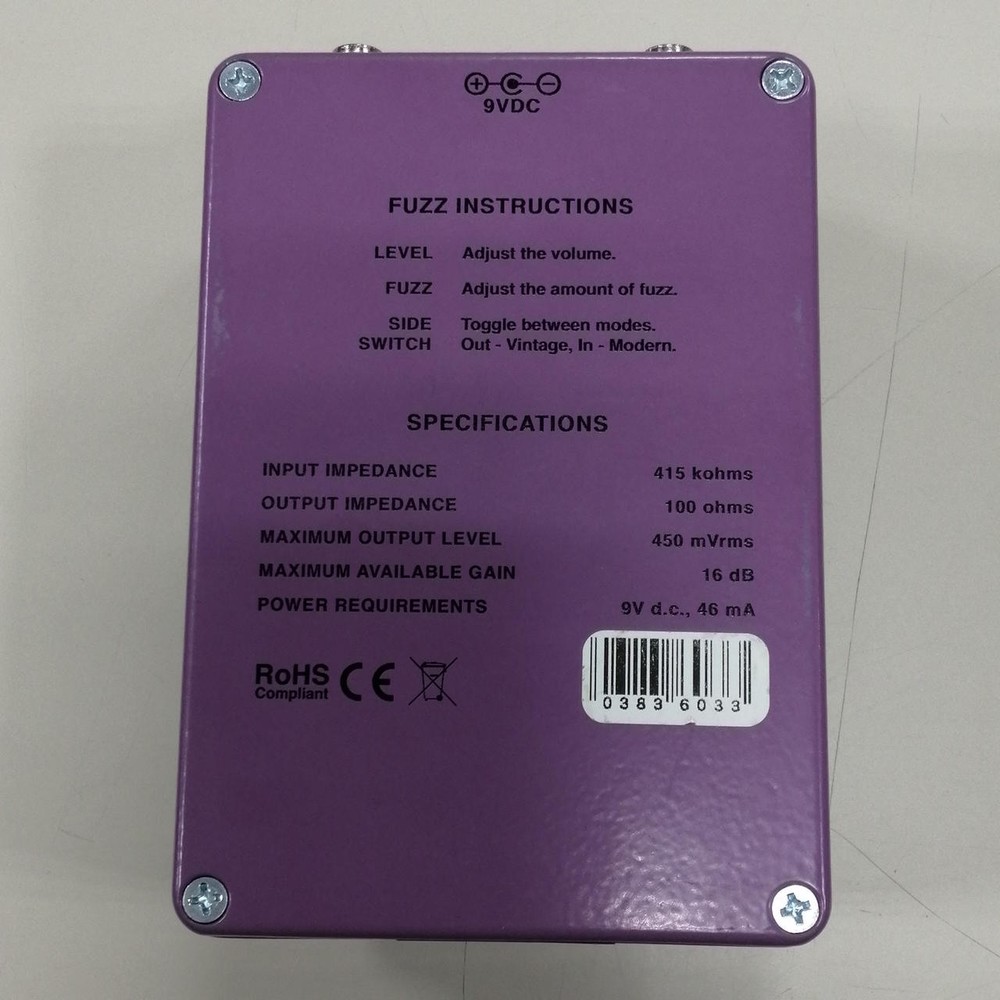 9VDC
FUZZ INSTRUCTIONS
LEVEL Adjust the volume.
FUZZ Adjust the amount of fuzz.
SIDE Toggle between modes.
SWITCH Out - Vintage, In - Modern.
SPECIFICATIONS
INPUT IMPEDANCE 415 kohms
OUTPUT IMPEDANCE 100 ohms
MAXIMUM OUTPUT LEVEL 450 mVrms
MAXIMUM AVAILABLE GAIN 16 dB
POWER REQUIREMENTS 9V d.c., 46 mA
RoHS CE
Compliant
0383 6033